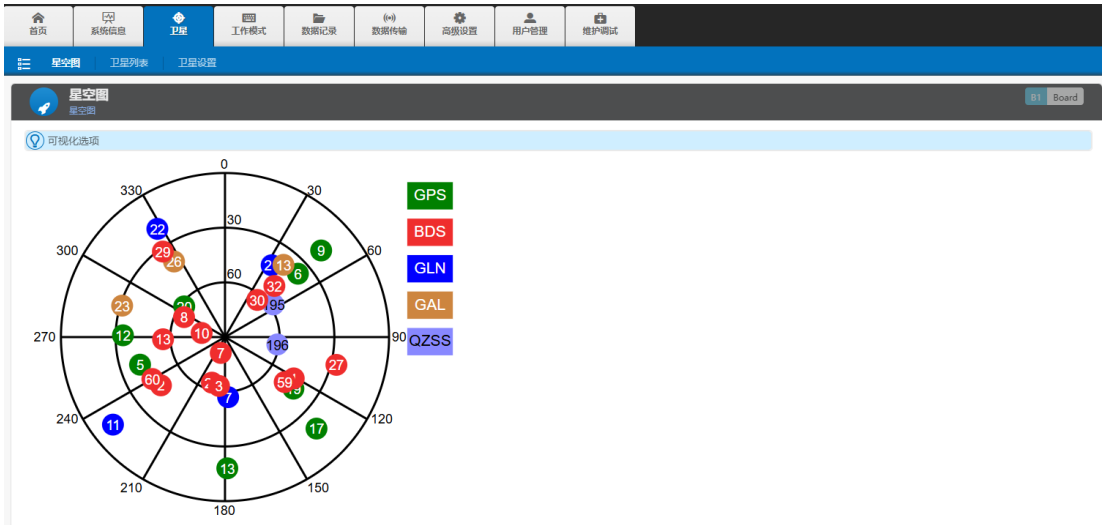 首页 系统信息 卫星 工作模式 数据记录 数据传输 高级设置 用户管理 维护调试
星空图 卫星列表 卫星设置
星空图
星空图
B1 Board
可视化选项
0
330 30
22 30
29 26 9
300 60
2 13 6
60 32
30 195
23 20
8
12 13 10
270 90
196
7
5 27
60 2
2 3 59 1
19
7
240 120
11 17
13
210 150
180
GPS
BDS
GLN
GAL
QZSS